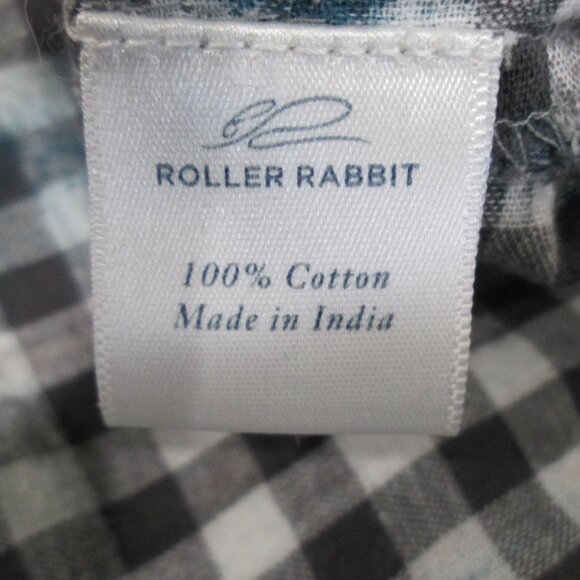 ROLLER RABBIT
100% Cotton
Made in India